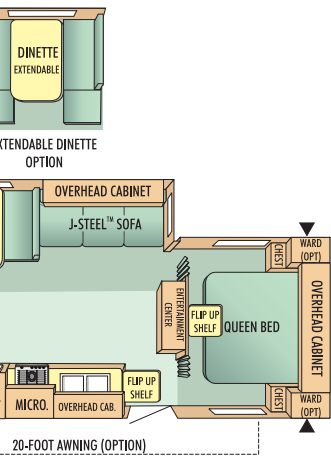 DINETTE
EXTENDABLE
XTENDABLE DINETTE
OPTION
OVERHEAD CABINET
J-STEEL™ SOFA
CHEST
WARD
(OPT)
ENTERTAINMENT
CENTER
FLIP UP
SHELF
QUEEN BED
OVERHEAD CABINET
MICRO.
OVERHEAD CAB.
FLIP UP
SHELF
CHEST
WARD
(OPT)
20-FOOT AWNING (OPTION)